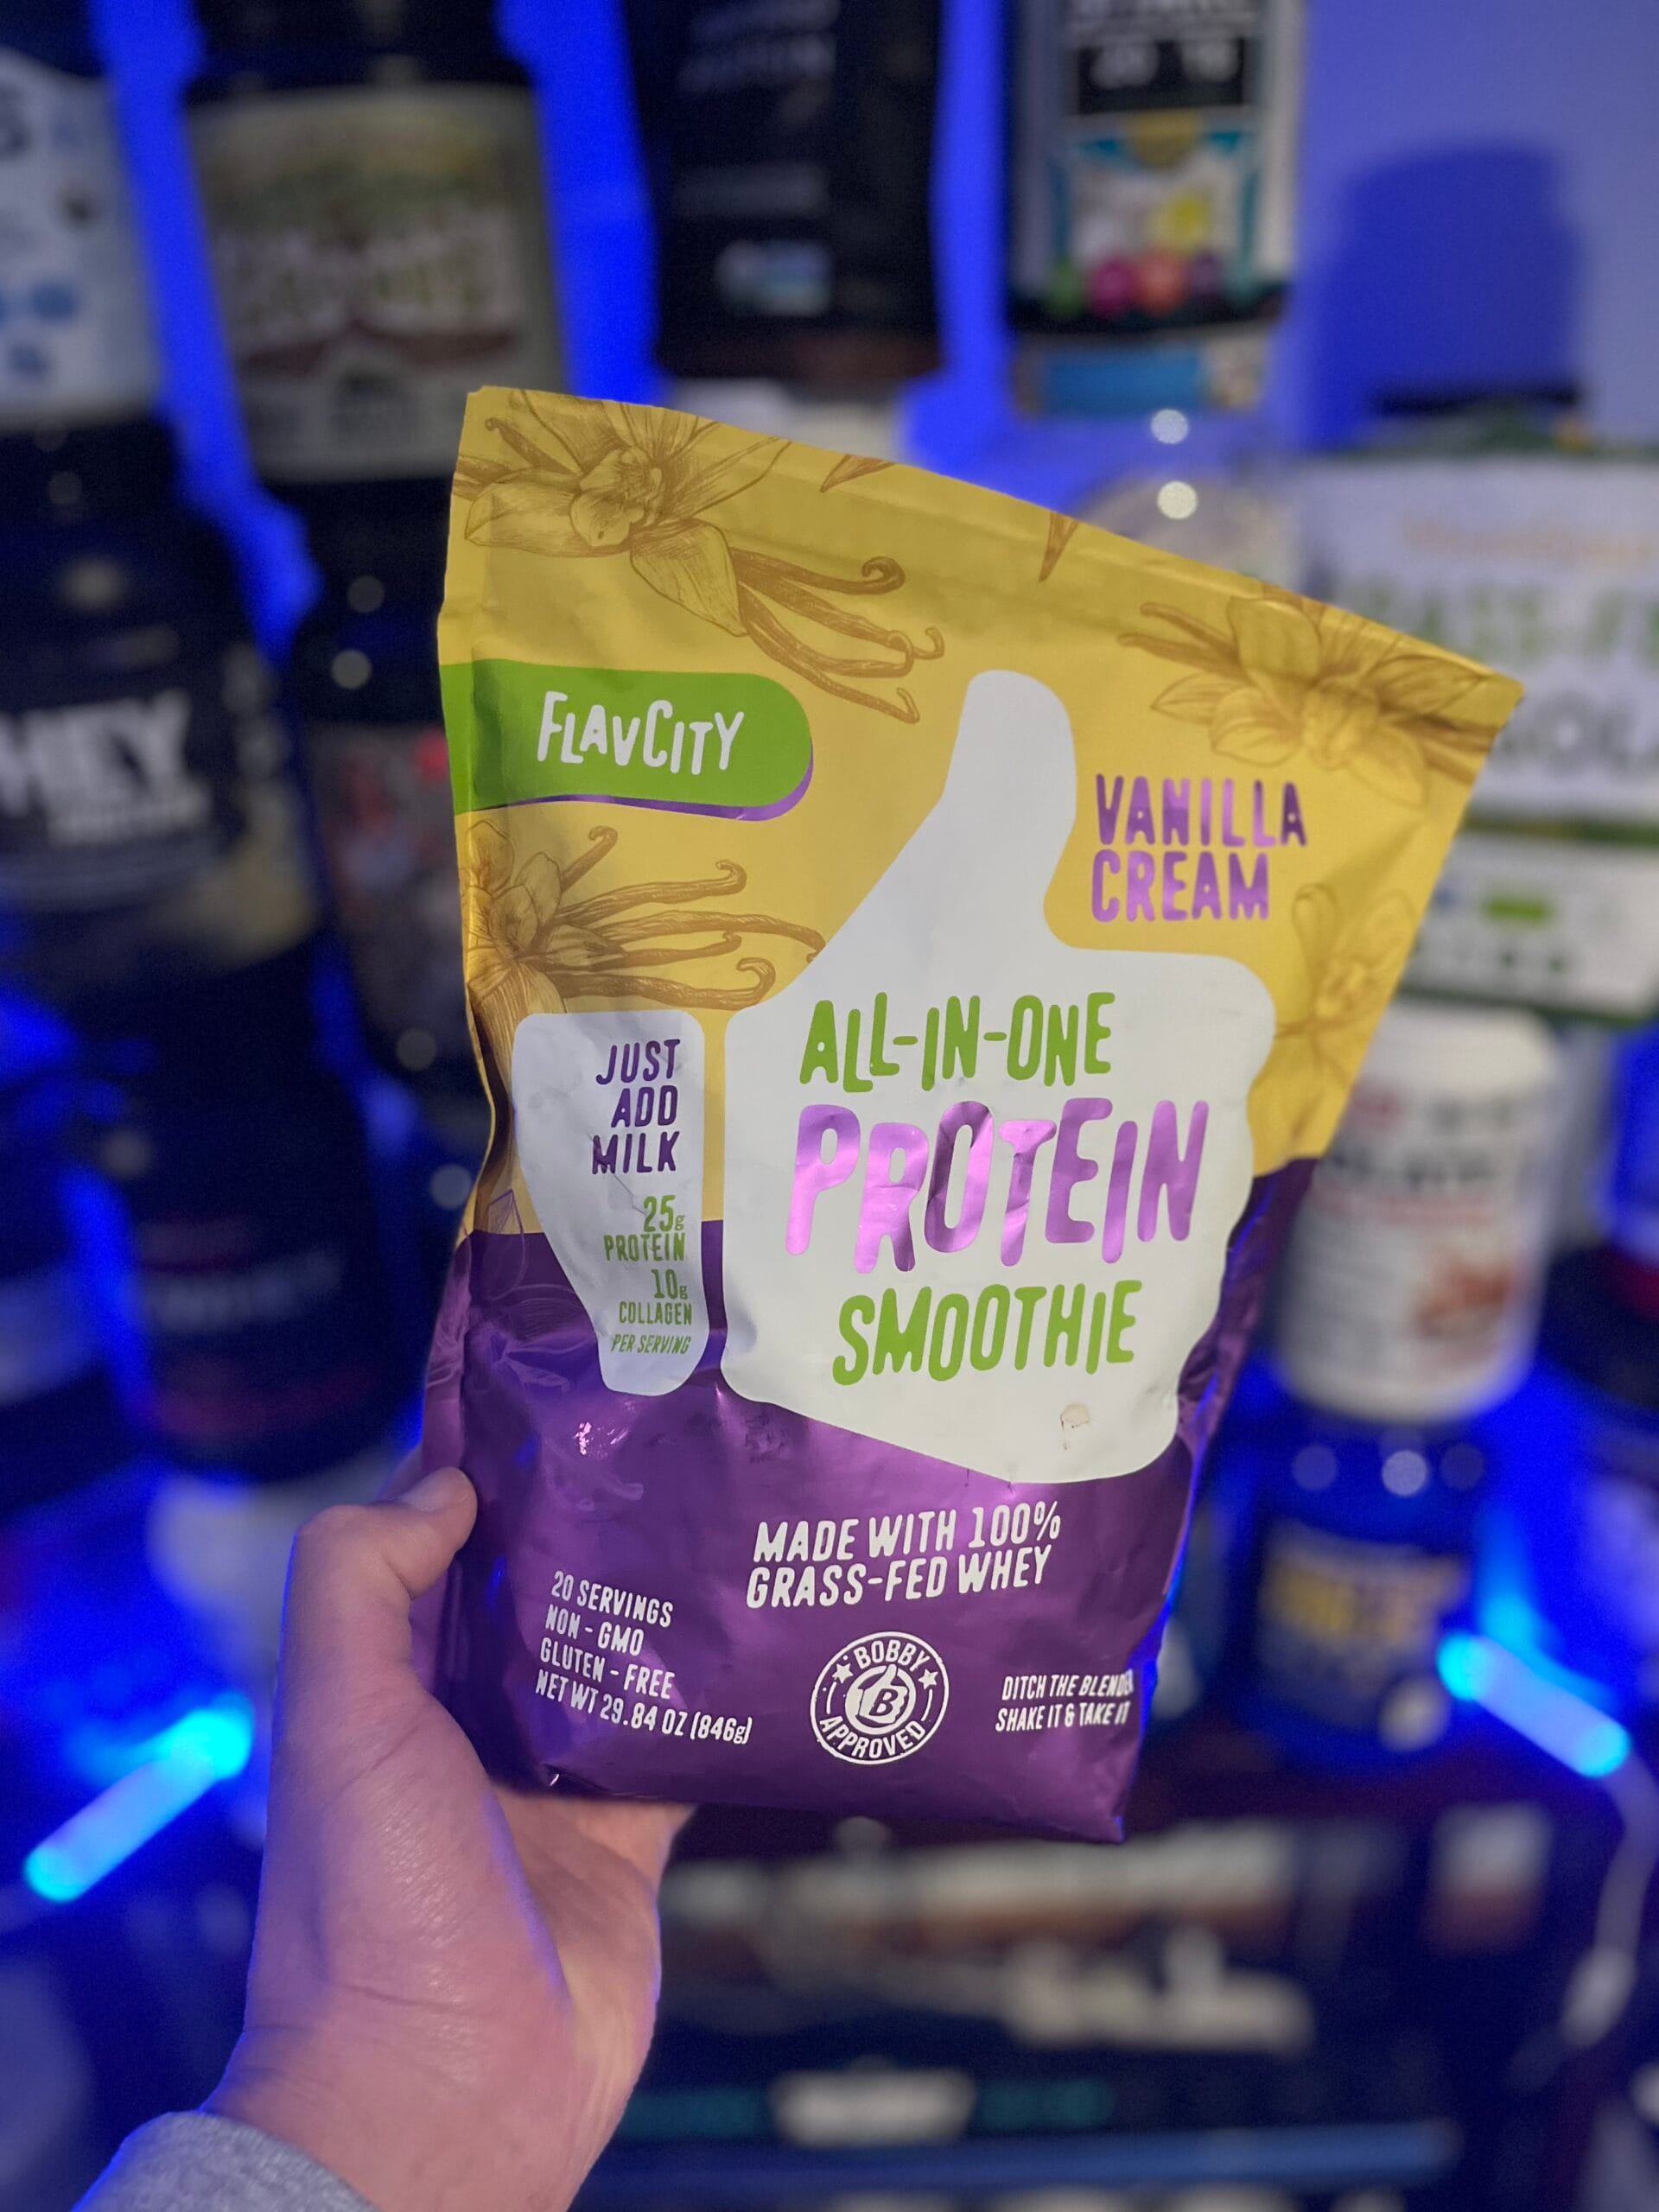 FLAVCITY
VANILLA
CREAM
ALL-IN-ONE
PROTEIN
SMOOTHIE
JUST
ADD
MILK
25g
PROTEIN
10g
COLLAGEN
PER SERVING
MADE WITH 100%
GRASS-FED WHEY
20 SERVINGS
NON - GMO
GLUTEN - FREE
NET WT 29.84 OZ (846g)
BOBBY
B
APPROVED
DITCH THE BLENDER
SHAKE IT & TAKE IT
WHEY